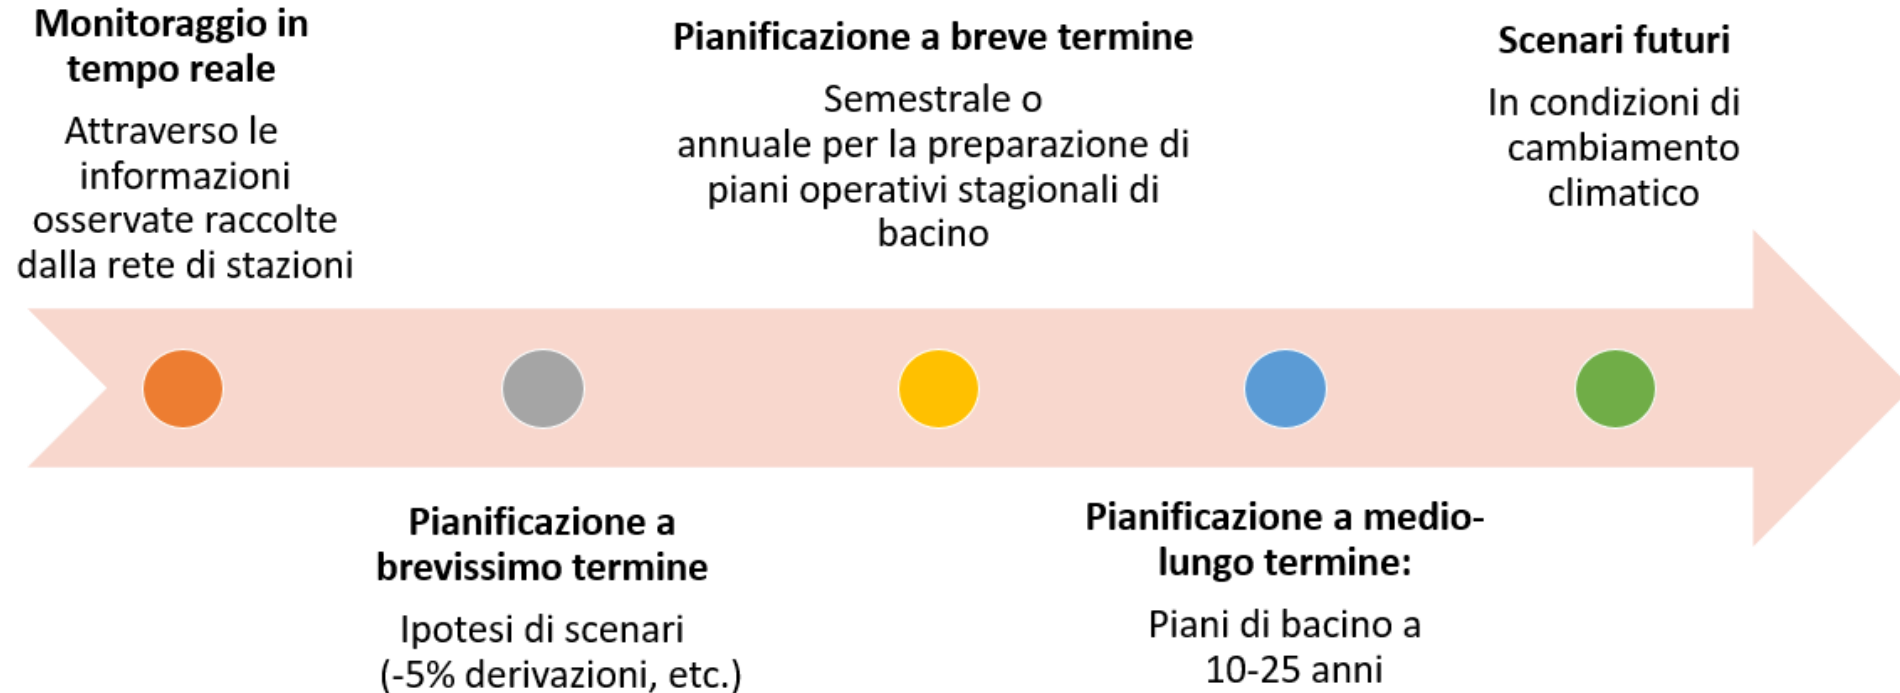 Monitoraggio in
tempo reale
Attraverso le
informazioni
osservate raccolte
dalla rete di stazioni
Pianificazione a brevissimo termine
Ipotesi di scenari
(-5% derivazioni, etc.)
Pianificazione a breve termine
Semestrale o
annuale per la preparazione di
piani operativi stagionali di
bacino
Pianificazione a medio-
lungo termine:
Piani di bacino a
10-25 anni
Scenari futuri
In condizioni di
cambiamento
climatico